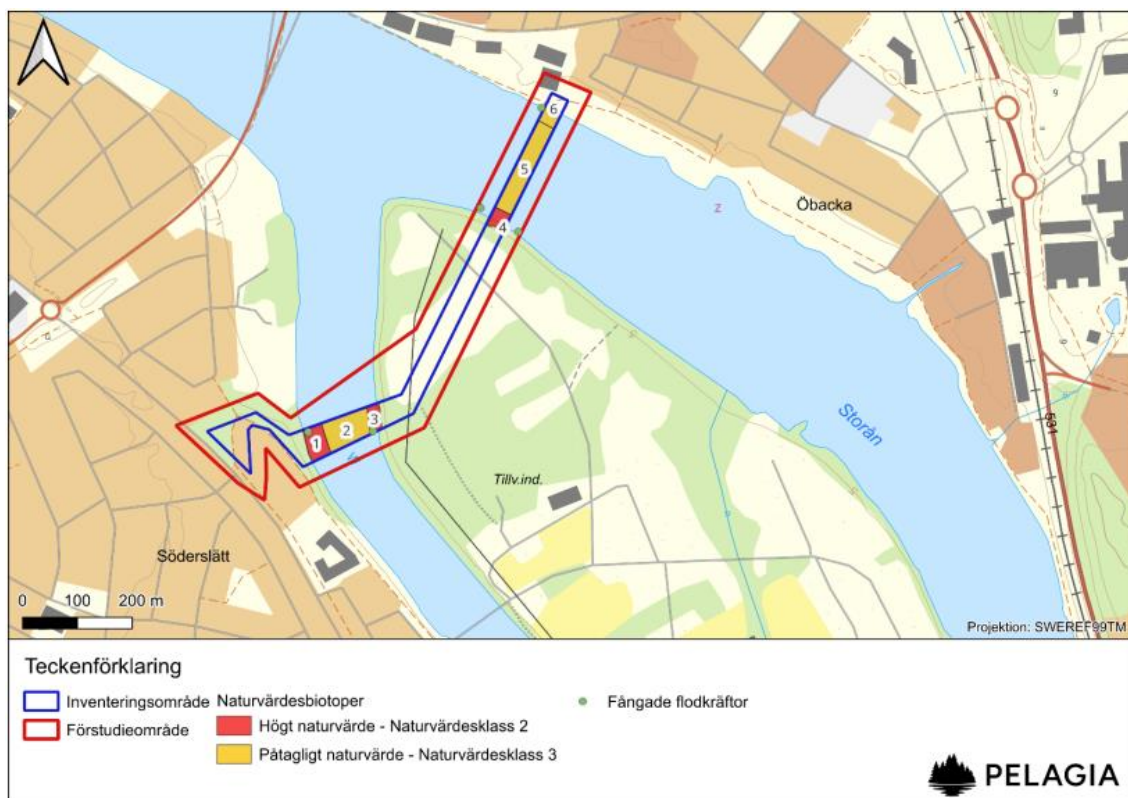 6
5
4
Öbacka
Storån
531
3
2
1
Tillv.ind.
Söderslätt
0 100 200 m
Projektion: SWEREF99TM
Teckenförklaring
Inventeringsområde
Förstudieområde
Naturvärdesbiotoper
Högt naturvärde - Naturvärdesklass 2
Påtagligt naturvärde - Naturvärdesklass 3
Fångade flodkräftor
PELAGIA